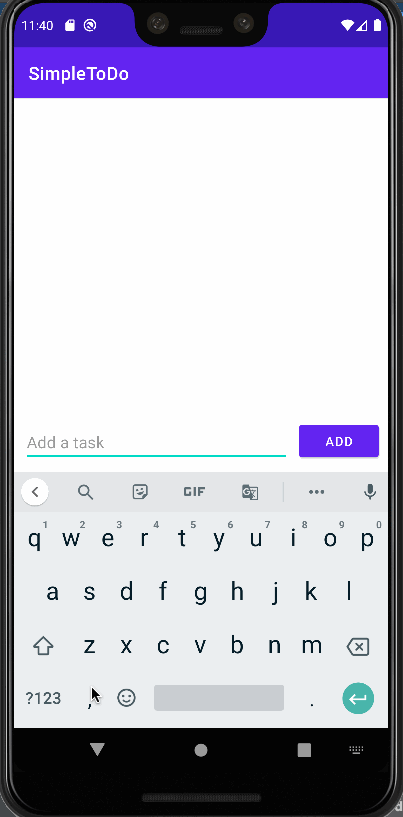 11:40
SimpleToDo
Add a task
ADD
GIF
1 2 3 4 5 6 7 8 9 0
q w e r t y u i o p
a s d f g h j k l
z x c v b n m
?123 , .